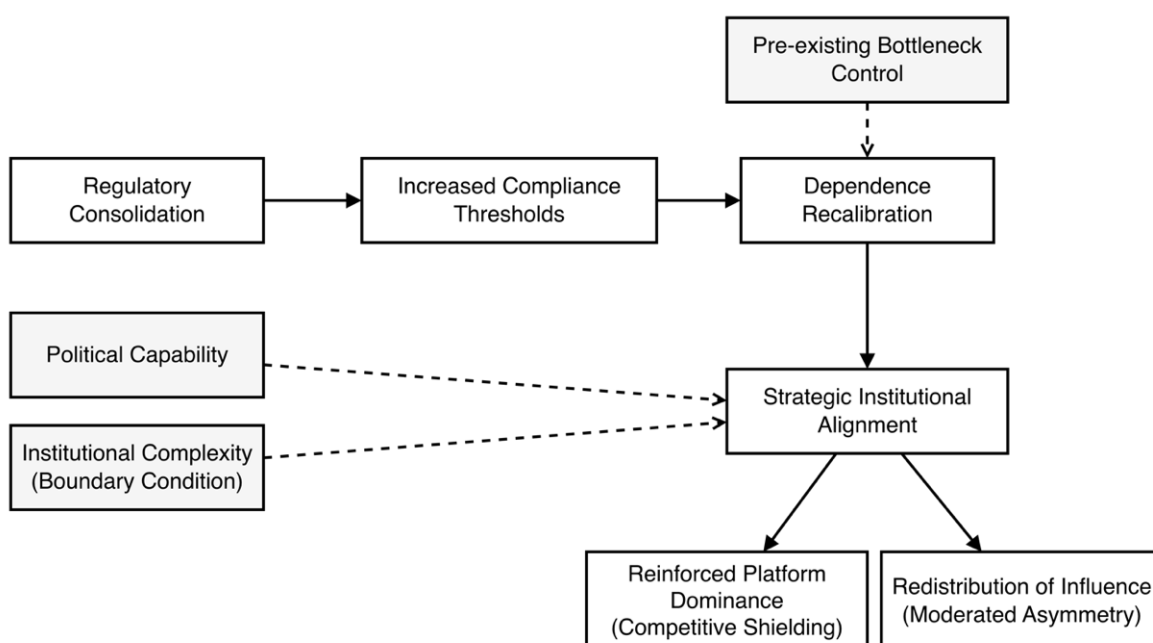 Pre-existing Bottleneck
Control
Regulatory
Consolidation
Increased Compliance
Thresholds
Dependence
Recalibration
Political Capability
Institutional Complexity
(Boundary Condition)
Strategic Institutional
Alignment
Reinforced Platform
Dominance
(Competitive Shielding)
Redistribution of Influence
(Moderated Asymmetry)